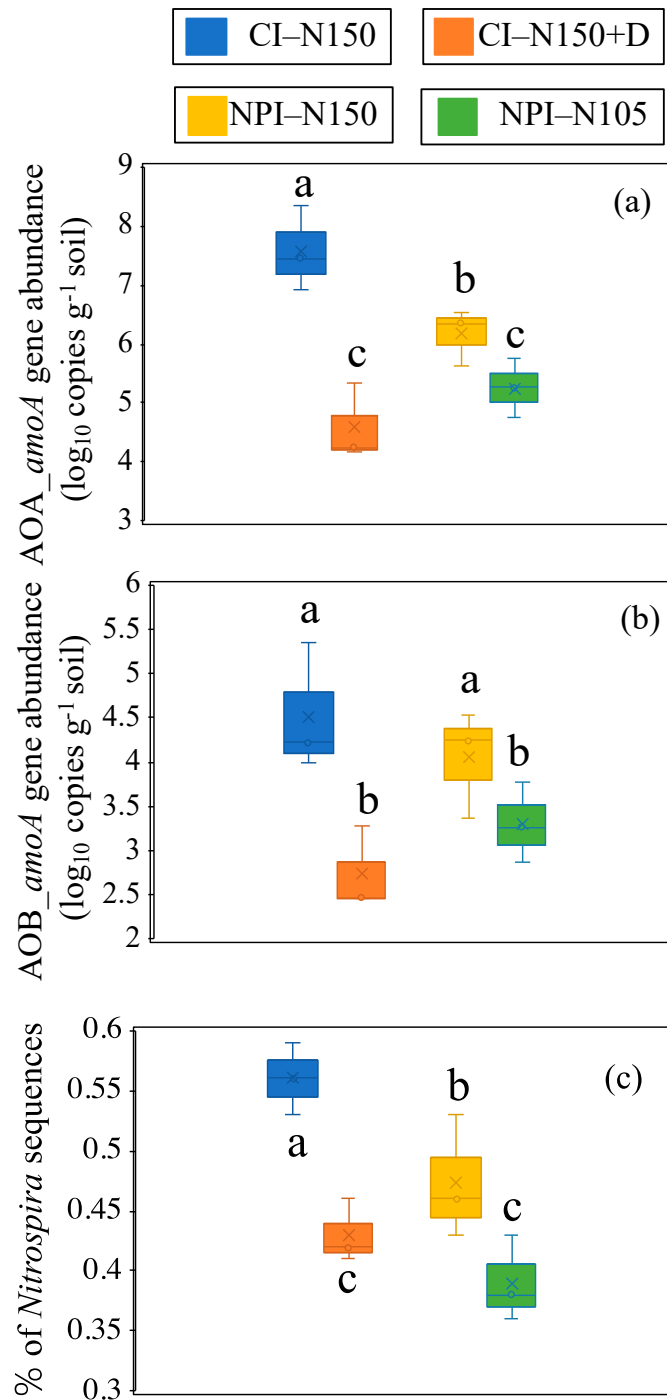 CI–N150
CI–N150+D
NPI–N150
NPI–N105
AOA_amoA gene abundance
(log₁₀ copies g⁻¹ soil)
9
8
7
6
5
4
3
(a)
a
c
b
c
AOB_amoA gene abundance
(log₁₀ copies g⁻¹ soil)
6
5.5
5
4.5
4
3.5
3
2.5
2
(b)
a
b
a
b
% of Nitrospira sequences
0.6
0.55
0.5
0.45
0.4
0.35
0.3
(c)
a
c
b
c